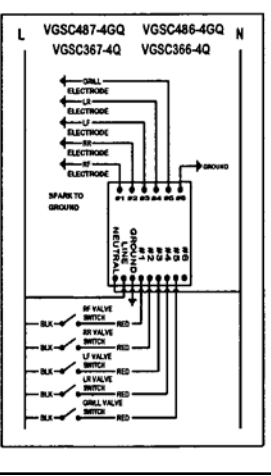 L VGSC487-4GQ VGSC486-4GQ N
VGSC367-4Q VGSC366-4Q
GRILL
ELECTRODE
LR
ELECTRODE
LF
ELECTRODE
RR
ELECTRODE
RF
ELECTRODE
GROUND
SPARK TO
GROUND
#1 #2 #3 #4 #5 #6
NEUTRAL LINE GROUND #1 #2 #3 #4 #5 #6
RF VALVE
SWITCH
BLK RED
RR VALVE
SWITCH
BLK RED
LF VALVE
SWITCH
BLK RED
LR VALVE
SWITCH
BLK RED
GRILL VALVE
SWITCH
BLK RED